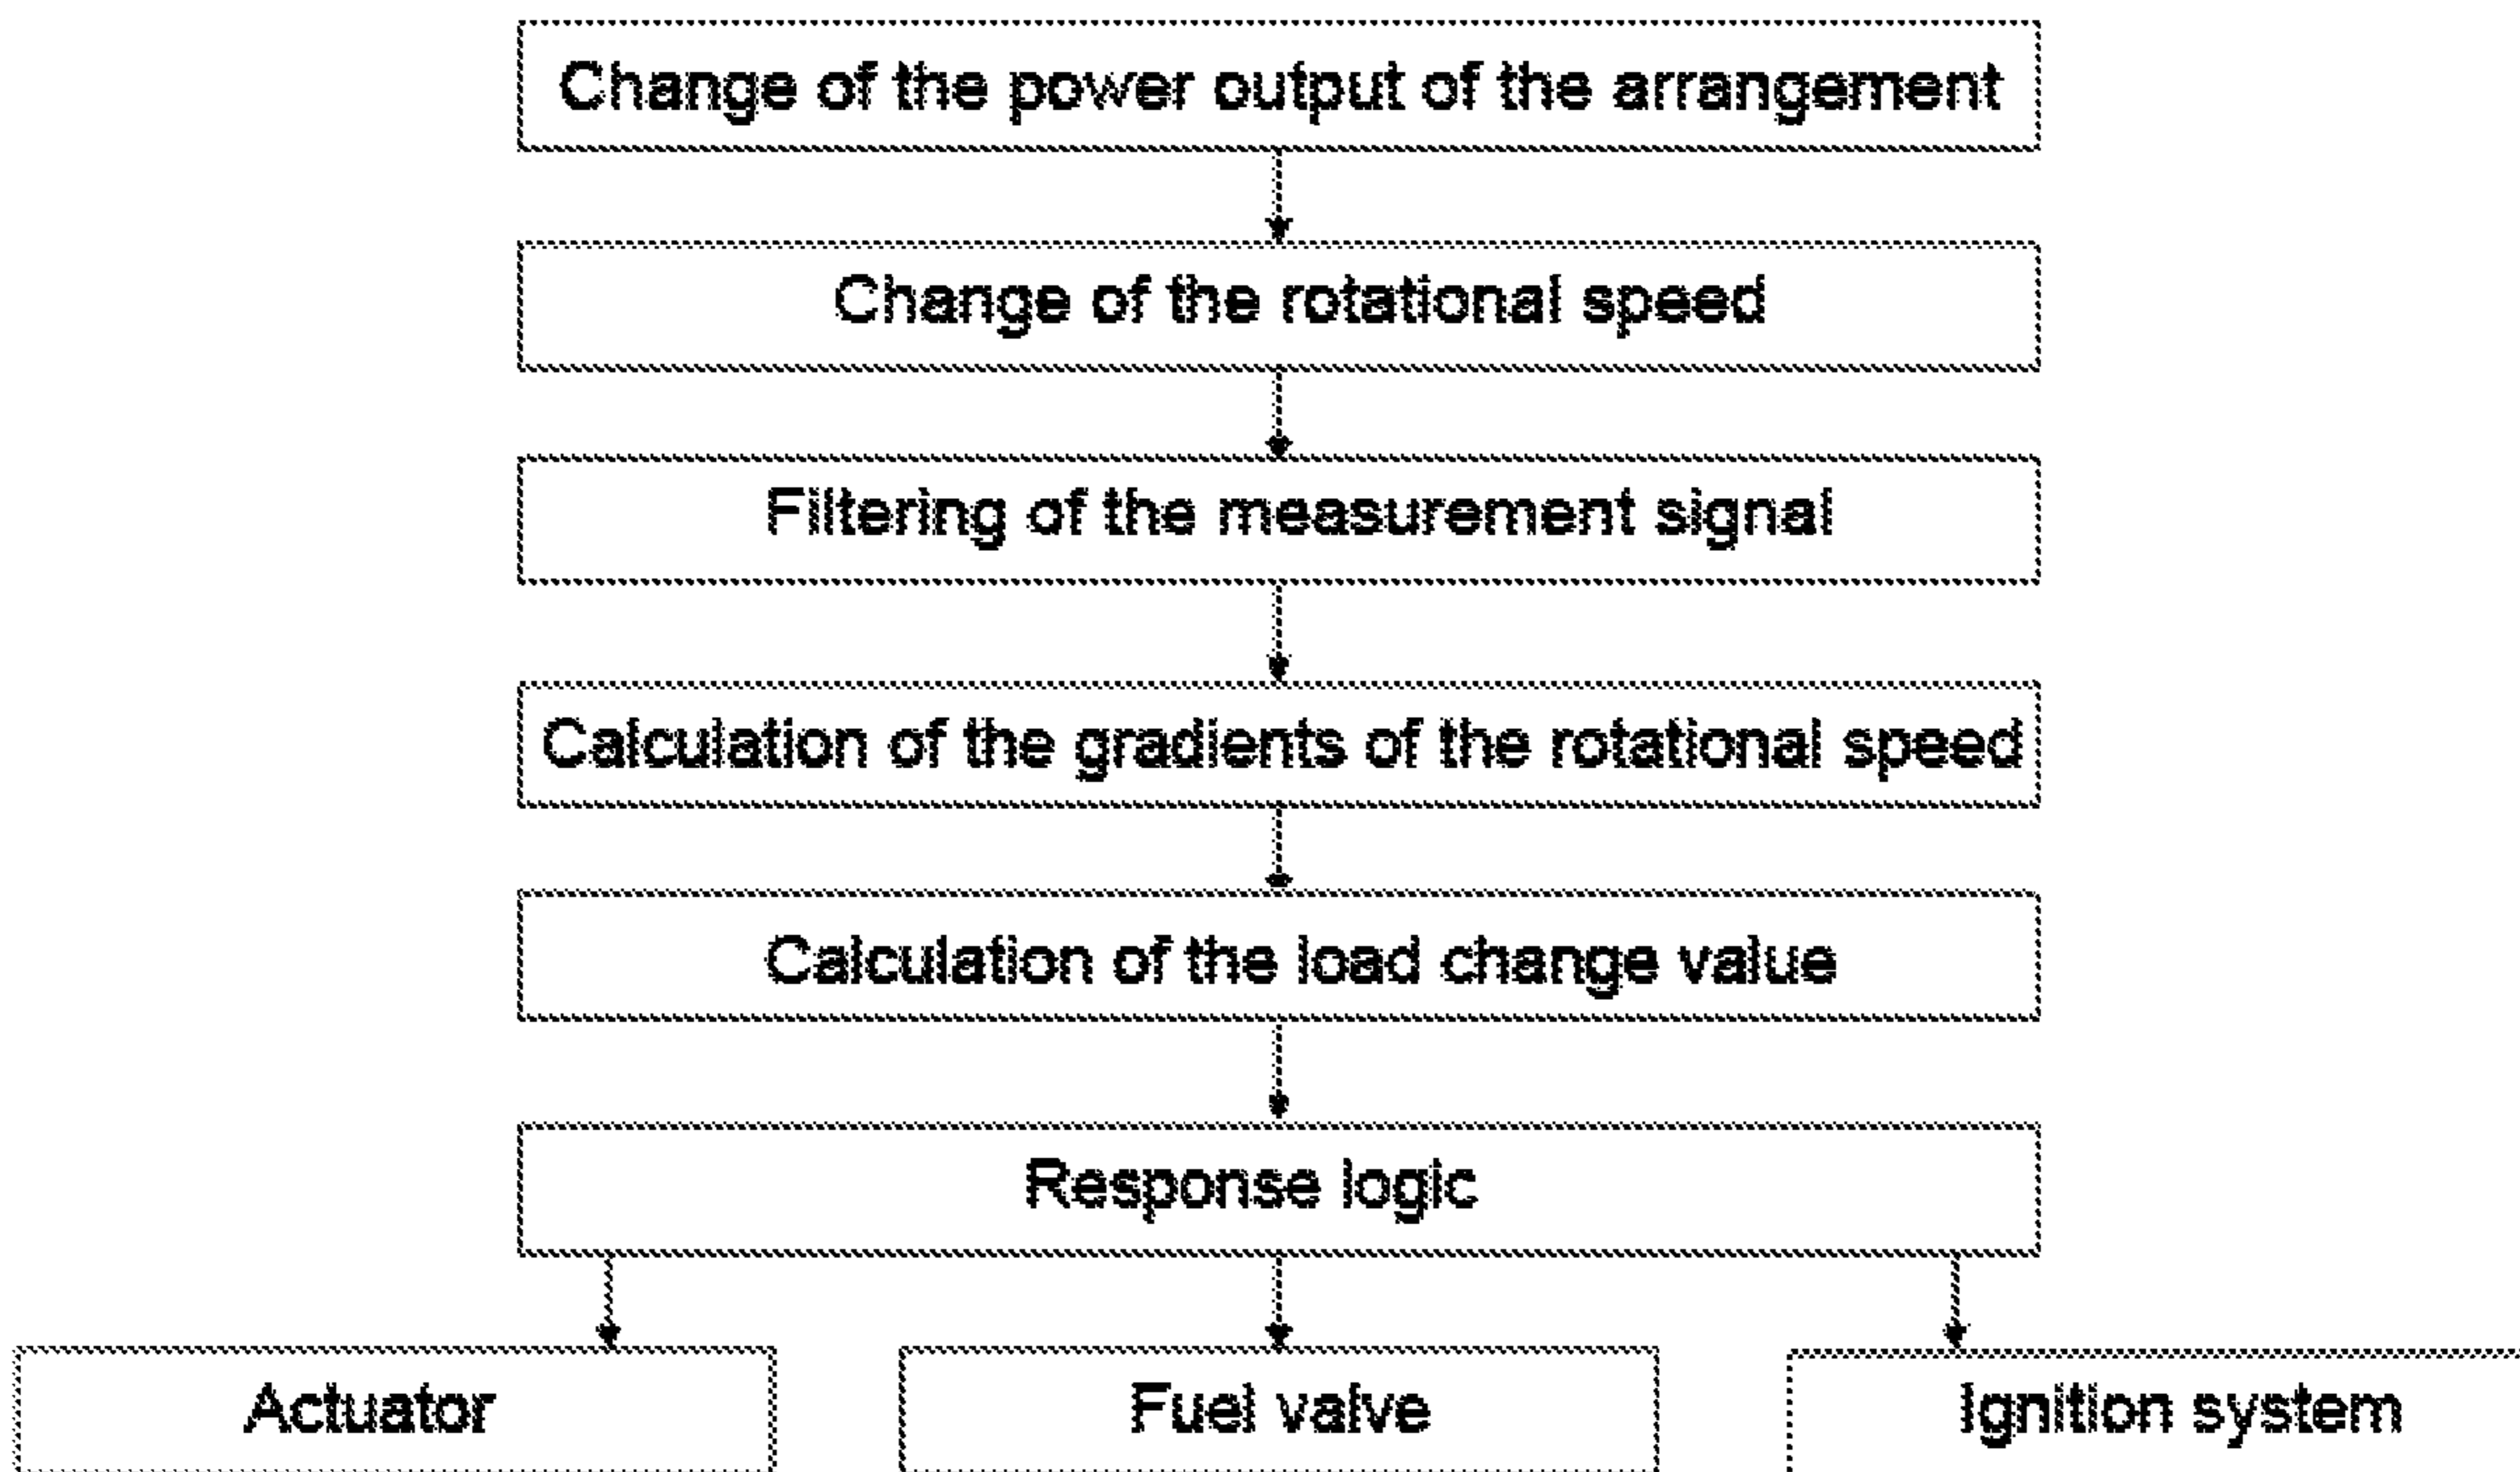 Change of the power output of the arrangement
Change of the rotational speed
Filtering of the measurement signal
Calculation of the gradients of the rotational speed
Calculation of the load change value
Response logic
Actuator
Fuel valve
Ignition system